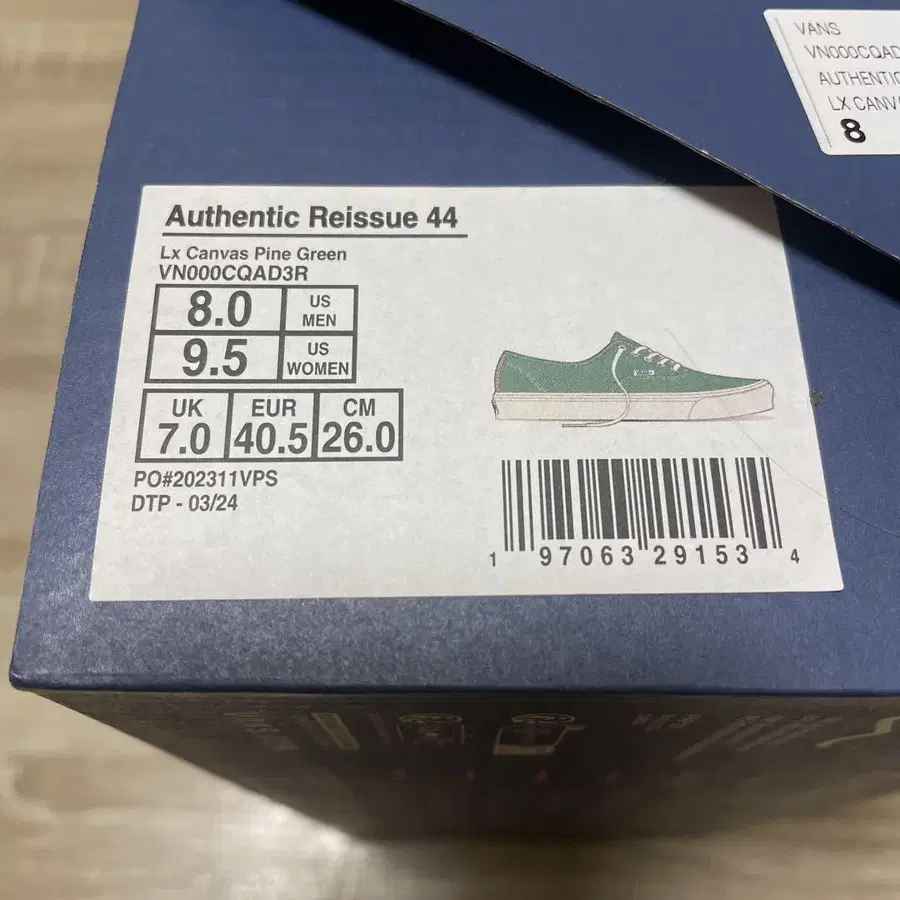 VANS
VN000CQAD
AUTHENTIC
LX CANV
8
Authentic Reissue 44
Lx Canvas Pine Green
VN000CQAD3R
8.0 US MEN
9.5 US WOMEN
UK EUR CM
7.0 40.5 26.0
PO#202311VPS
DTP - 03/24
1 97063 29153 4